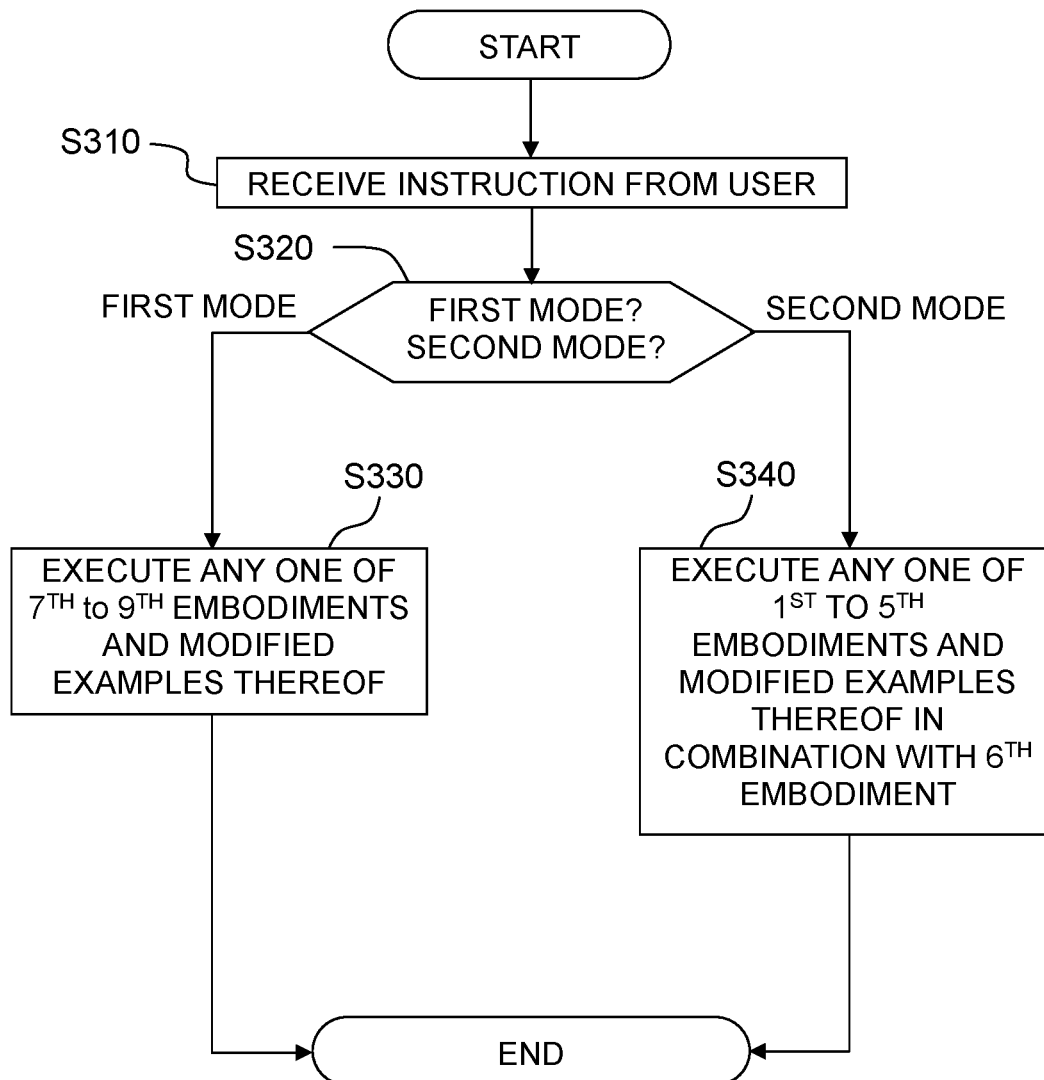 START
S310
RECEIVE INSTRUCTION FROM USER
S320
FIRST MODE
FIRST MODE?
SECOND MODE?
SECOND MODE
S330
EXECUTE ANY ONE OF
7TH to 9TH EMBODIMENTS
AND MODIFIED
EXAMPLES THEREOF
S340
EXECUTE ANY ONE OF
1ST TO 5TH
EMBODIMENTS AND
MODIFIED EXAMPLES
THEREOF IN
COMBINATION WITH 6TH
EMBODIMENT
END